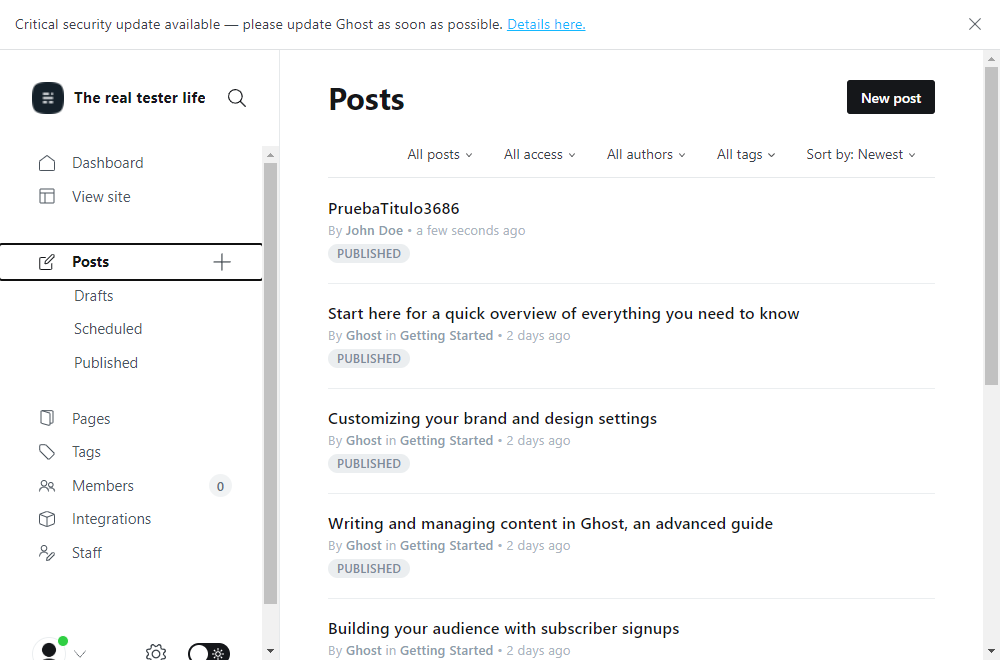 Critical security update available — please update Ghost as soon as possible. Details here.
The real tester life
Dashboard
View site
Posts
Drafts
Scheduled
Published
Pages
Tags
Members 0
Integrations
Staff
Posts
New post
All posts All access All authors All tags Sort by: Newest
PruebaTitulo3686
By John Doe • a few seconds ago
PUBLISHED
Start here for a quick overview of everything you need to know
By Ghost in Getting Started • 2 days ago
PUBLISHED
Customizing your brand and design settings
By Ghost in Getting Started • 2 days ago
PUBLISHED
Writing and managing content in Ghost, an advanced guide
By Ghost in Getting Started • 2 days ago
PUBLISHED
Building your audience with subscriber signups
By Ghost in Getting Started • 2 days ago